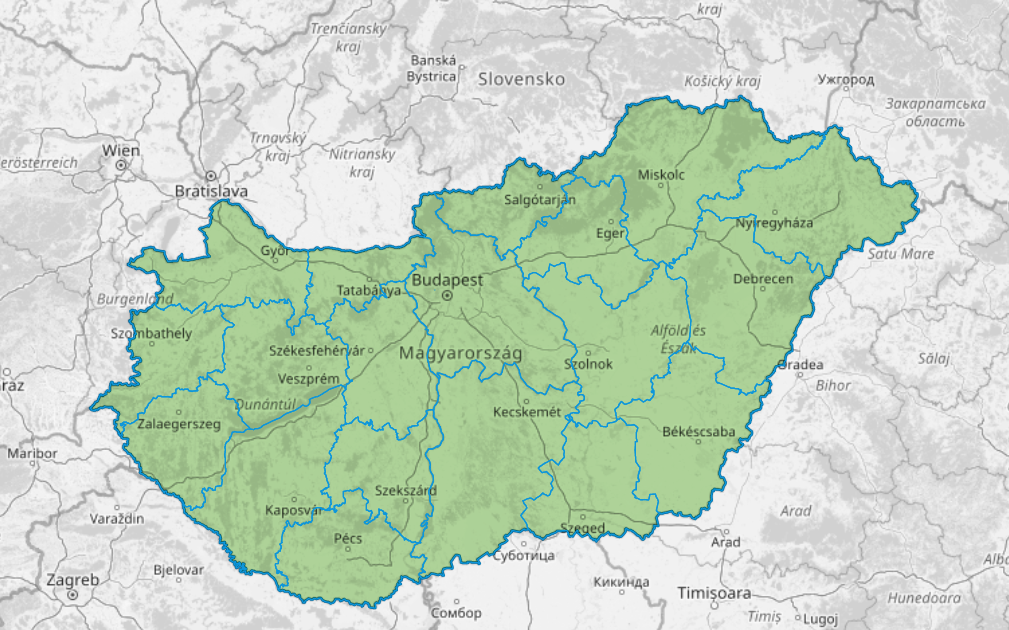 kraj
Trenčiansky
kraj
Banská
Bystrica
Slovensko
Košický kraj
Ужгород
Закарпатська
область
Trnavský
kraj
Nitriansky
kraj
Wien
erösterreich
Bratislava
Miskolc
Salgótarján
Nyíregyháza
Eger
Győr
Satu Mare
Debrecen
Budapest
Tatabánya
Burgenland
Szombathely
Alföld és
Észak
Magyarország
Székesfehérvár
Szolnok
Oradea
Sălaj
Veszprém
raz
Bihor
Dunántúl
Kecskemét
Zalaegerszeg
Békéscsaba
Maribor
Szekszárd
Kaposvár
Varaždin
Arad
Szeged
Pécs
Arad
Суботица
Bjelovar
Zagreb
Кикинда
Timișoara
Hunedoara
Alba
Сомбор
Timiș
Lugoj